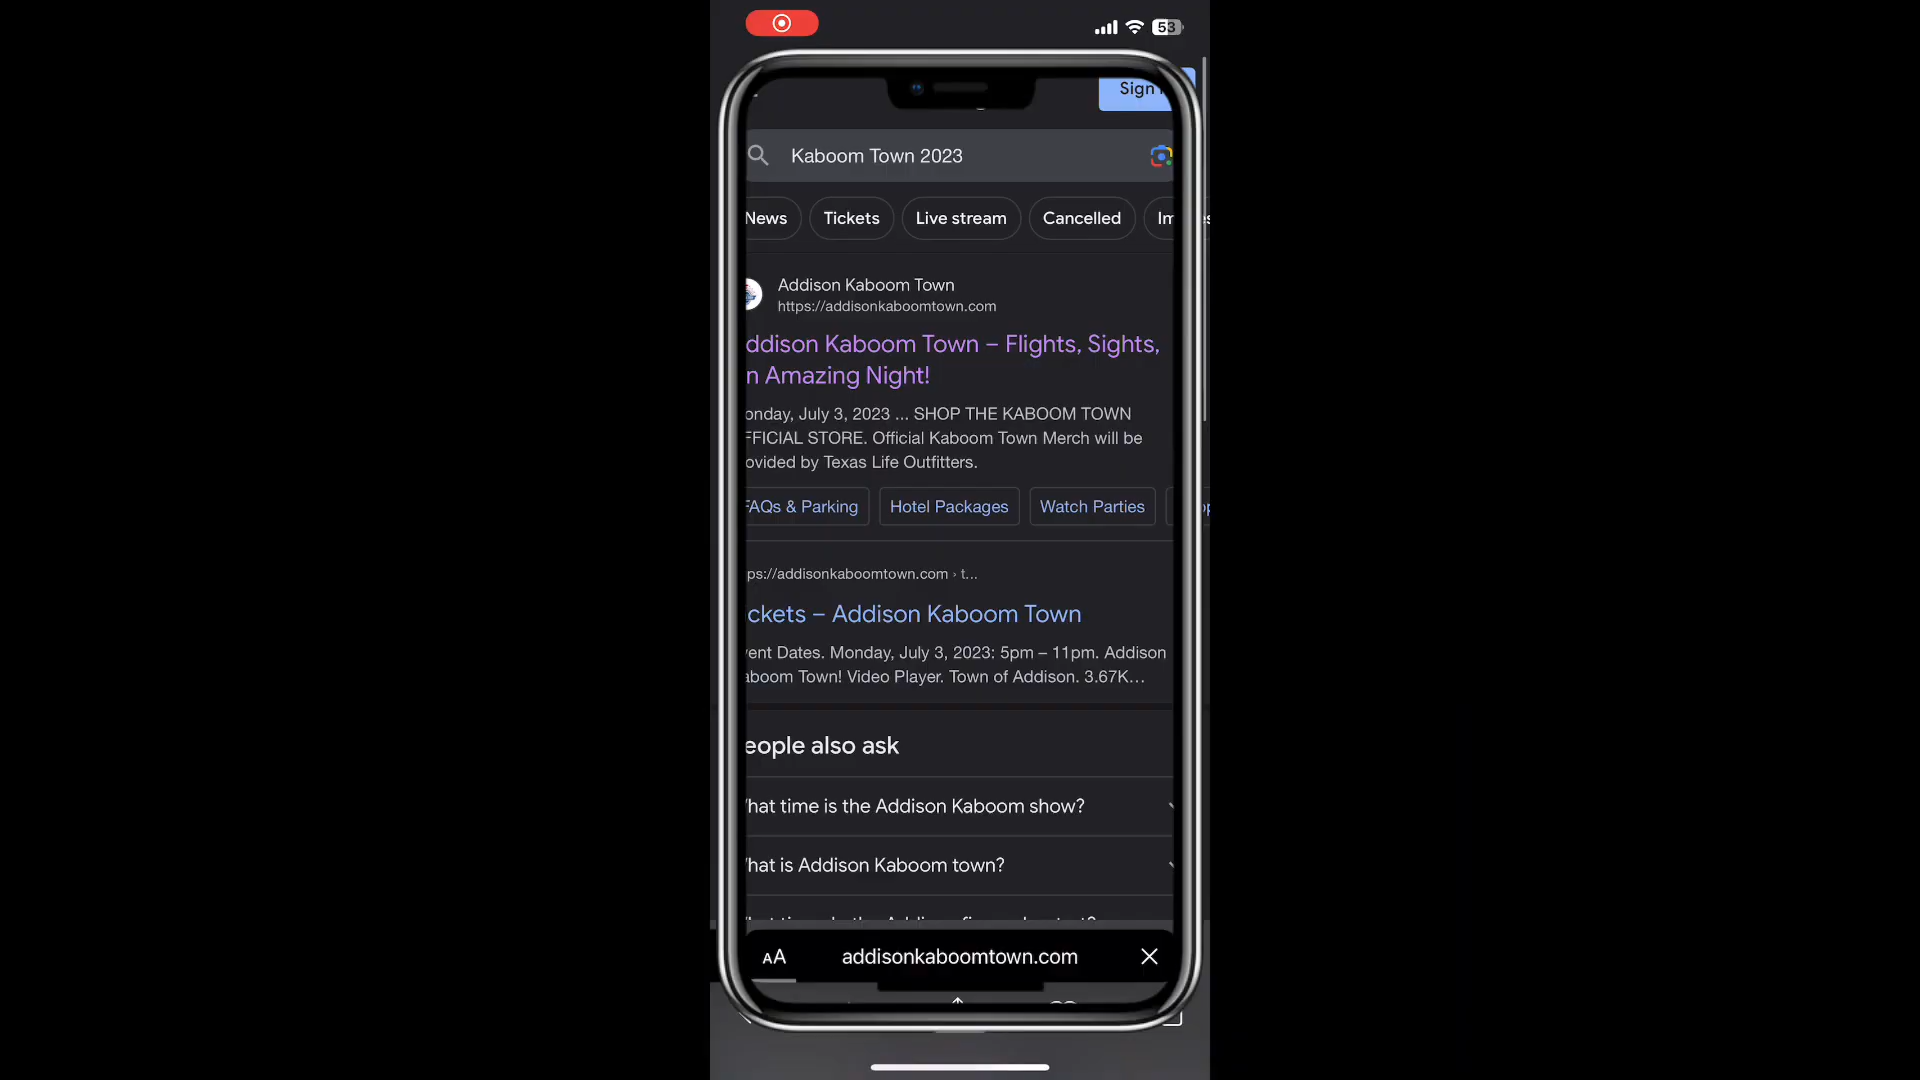 53
Sign
Kaboom Town 2023
News Tickets Live stream Cancelled
Addison Kaboom Town
https://addisonkaboomtown.com
ddison Kaboom Town – Flights, Sights,
n Amazing Night!
onday, July 3, 2023 ... SHOP THE KABOOM TOWN
FFICIAL STORE. Official Kaboom Town Merch will be
ovided by Texas Life Outfitters.
FAQs & Parking Hotel Packages Watch Parties
ps://addisonkaboomtown.com › t...
ckets – Addison Kaboom Town
ent Dates. Monday, July 3, 2023: 5pm – 11pm. Addison
aboom Town! Video Player. Town of Addison. 3.67K...
eople also ask
hat time is the Addison Kaboom show?
hat is Addison Kaboom town?
AA addisonkaboomtown.com